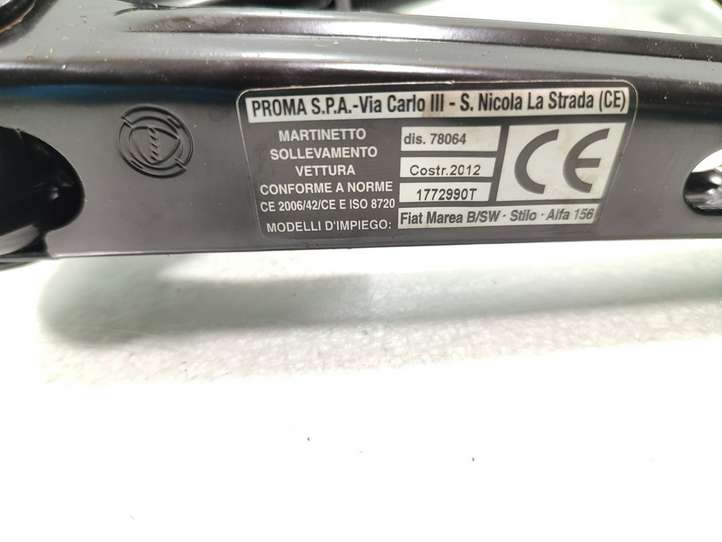 PROMA S.P.A.-Via Carlo III - S. Nicola La Strada (CE)
MARTINETTO
SOLLEVAMENTO
VETTURA
CONFORME A NORME
CE 2006/42/CE E ISO 8720
MODELLI D'IMPIEGO:
dis. 78064
Costr.2012
1772990T
Fiat Marea B/SW - Stilo - Alfa 156
CE